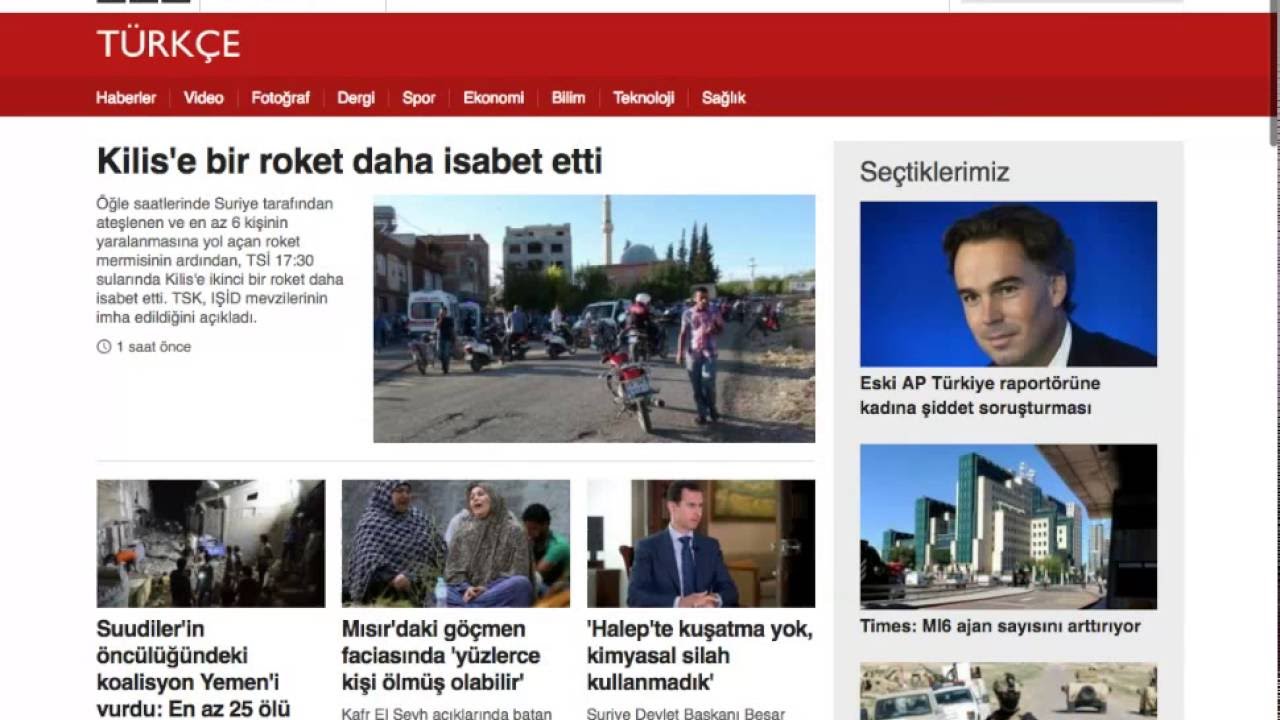 TÜRKÇE
Haberler
Video
Fotoğraf
Dergi
Spor
Ekonomi
Bilim
Teknoloji
Sağlık
Kilis'e bir roket daha isabet etti
Öğle saatlerinde Suriye tarafından
ateşlenen ve en az 6 kişinin
yaralanmasına yol açan roket
mermisinin ardından, TSİ 17:30
sularında Kilis'e ikinci bir roket daha
isabet etti. TSK, IŞİD mevzilerinin
imha edildiğini açıkladı.
1 saat önce
Suudiler'in
öncülüğündeki
koalisyon Yemen'i
vurdu: En az 25 ölü
Mısır'daki göçmen
faciasında 'yüzlerce
kişi ölmüş olabilir'
Kafr El Şeyh açıklarında batan
'Halep'te kuşatma yok,
kimyasal silah
kullanmadık'
Suriye Devlet Başkanı Beşar
Seçtiklerimiz
Eski AP Türkiye raportörüne
kadına şiddet soruşturması
Times: MI6 ajan sayısını arttırıyor